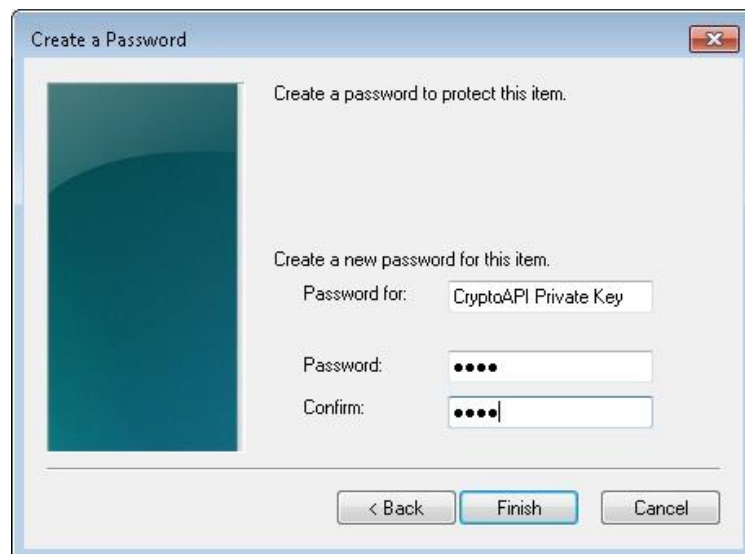 Create a Password
Create a password to protect this item.
Create a new password for this item.
Password for: CryptoAPI Private Key
Password: ●●●●
Confirm: ●●●●
< Back Finish Cancel